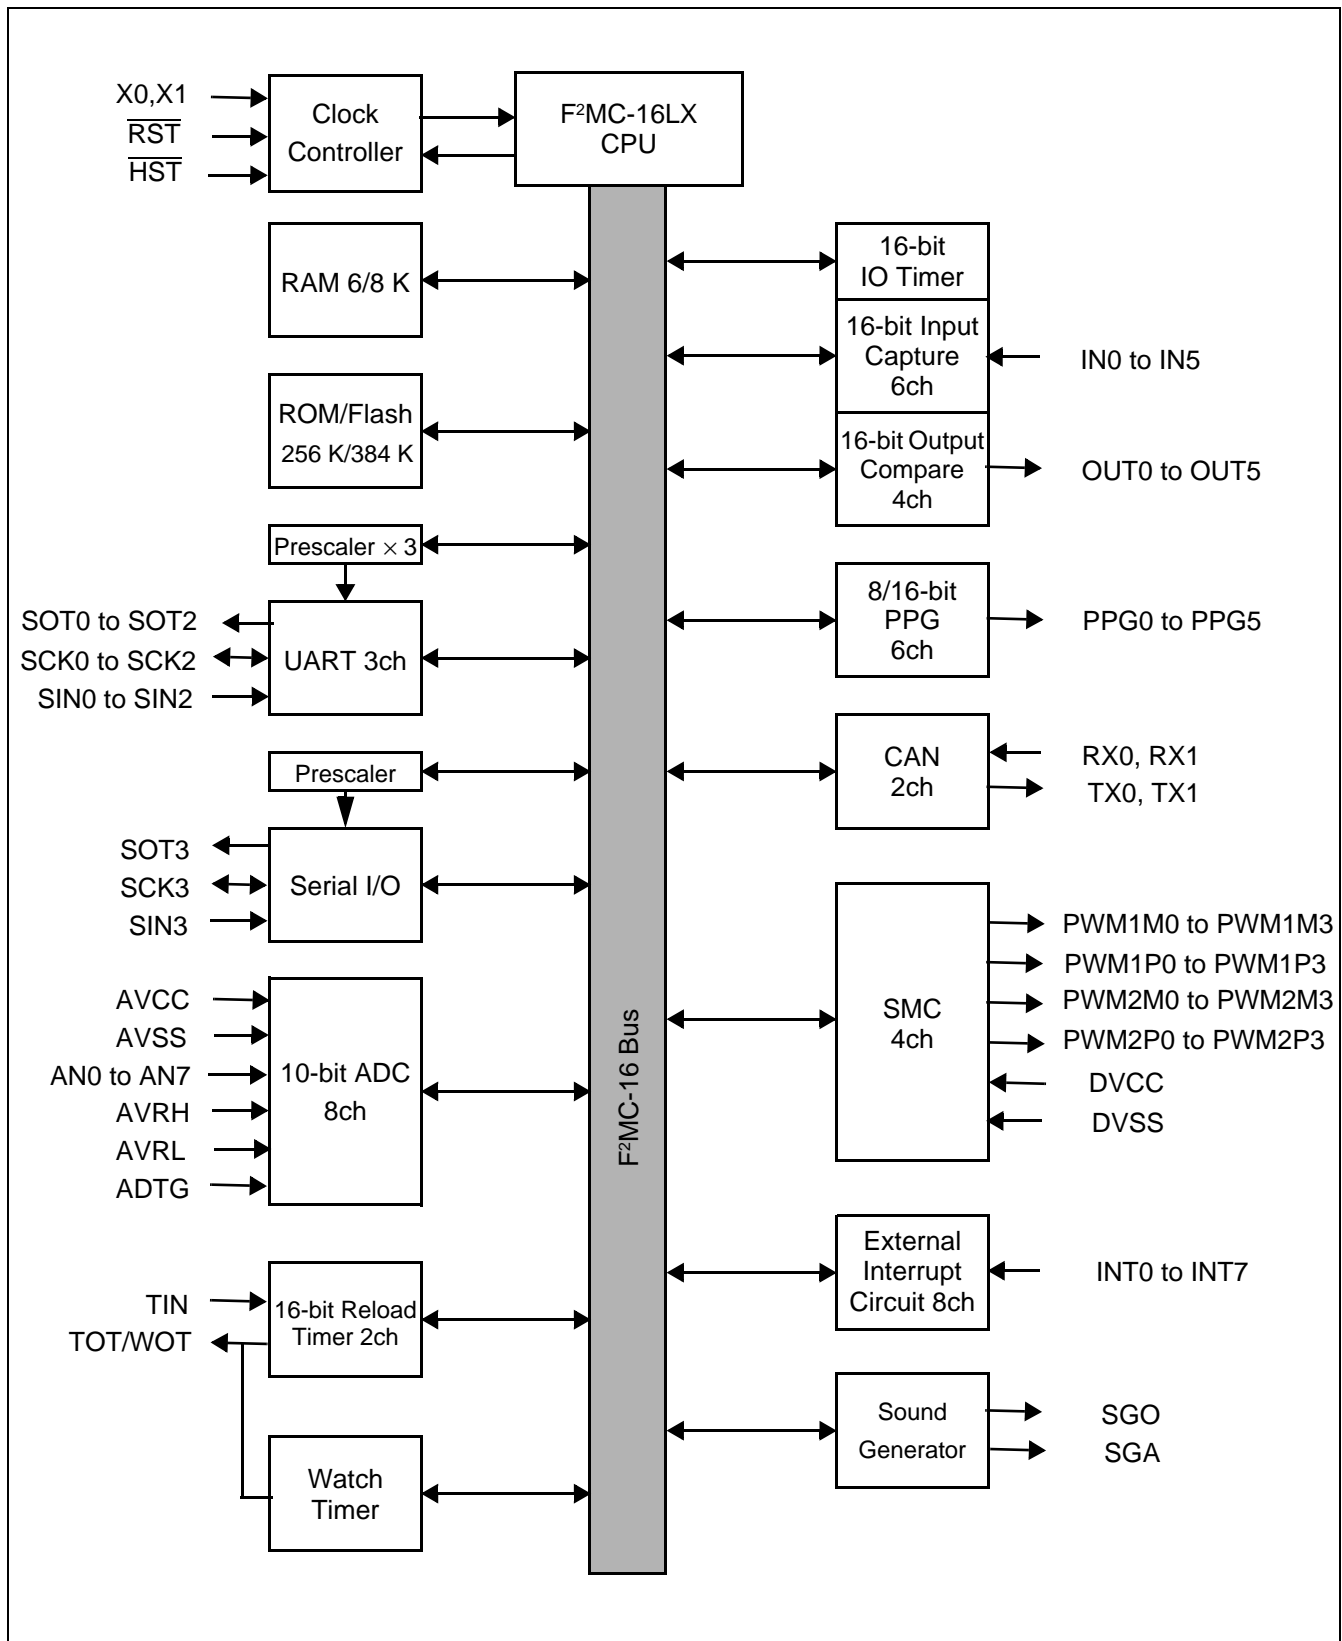 X0,X1
RST
HST
Clock
Controller
F²MC-16LX
CPU
RAM 6/8 K
ROM/Flash
256 K/384 K
Prescaler × 3
SOT0 to SOT2
SCK0 to SCK2
SIN0 to SIN2
UART 3ch
Prescaler
SOT3
SCK3
SIN3
Serial I/O
AVCC
AVSS
AN0 to AN7
AVRH
AVRL
ADTG
10-bit ADC
8ch
TIN
TOT/WOT
16-bit Reload
Timer 2ch
Watch
Timer
F²MC-16 Bus
16-bit
IO Timer
16-bit Input
Capture
6ch
IN0 to IN5
16-bit Output
Compare
4ch
OUT0 to OUT5
8/16-bit
PPG
6ch
PPG0 to PPG5
CAN
2ch
RX0, RX1
TX0, TX1
SMC
4ch
PWM1M0 to PWM1M3
PWM1P0 to PWM1P3
PWM2M0 to PWM2M3
PWM2P0 to PWM2P3
DVCC
DVSS
External
Interrupt
Circuit 8ch
INT0 to INT7
Sound
Generator
SGO
SGA